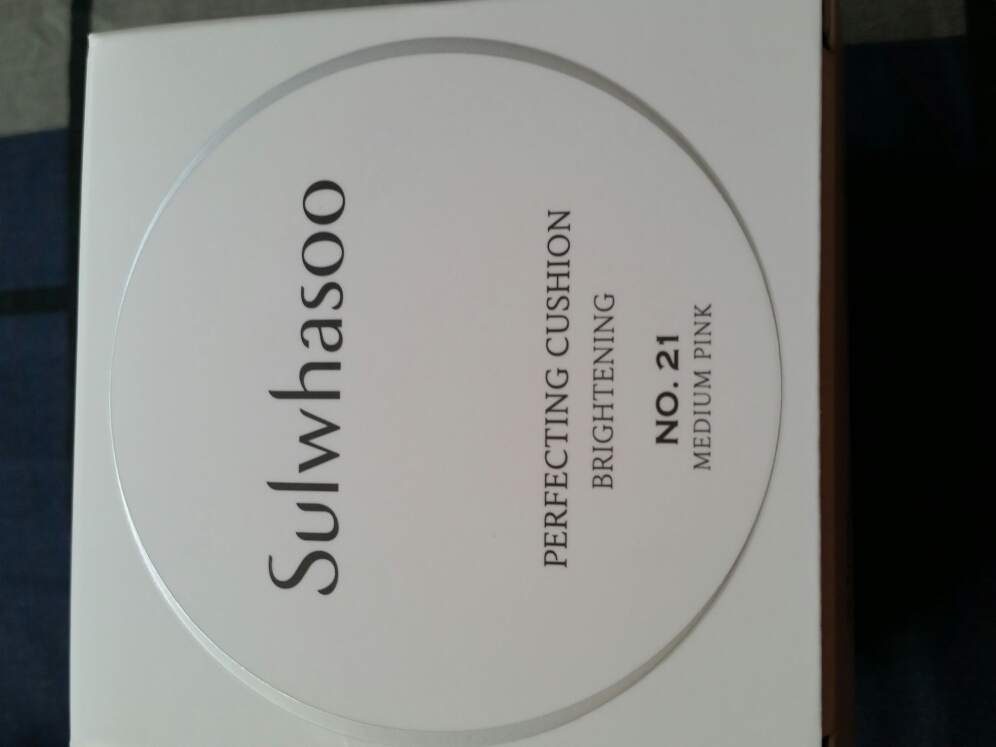 Sulwhasoo
PERFECTING CUSHION
BRIGHTENING
NO. 21
MEDIUM PINK